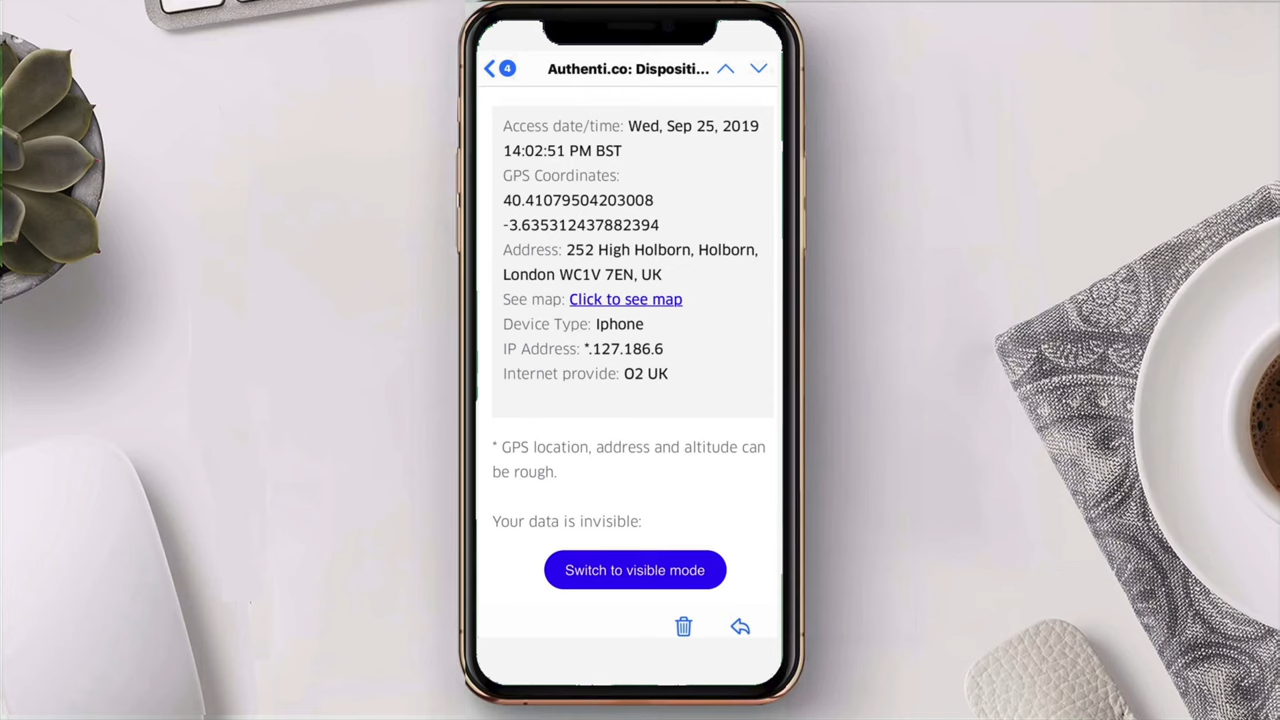 4
Authenti.co: Dispositi...
Access date/time: Wed, Sep 25, 2019
14:02:51 PM BST
GPS Coordinates:
40.41079504203008
-3.635312437882394
Address: 252 High Holborn, Holborn,
London WC1V 7EN, UK
See map: Click to see map
Device Type: Iphone
IP Address: *.127.186.6
Internet provide: O2 UK
* GPS location, address and altitude can
be rough.
Your data is invisible:
Switch to visible mode